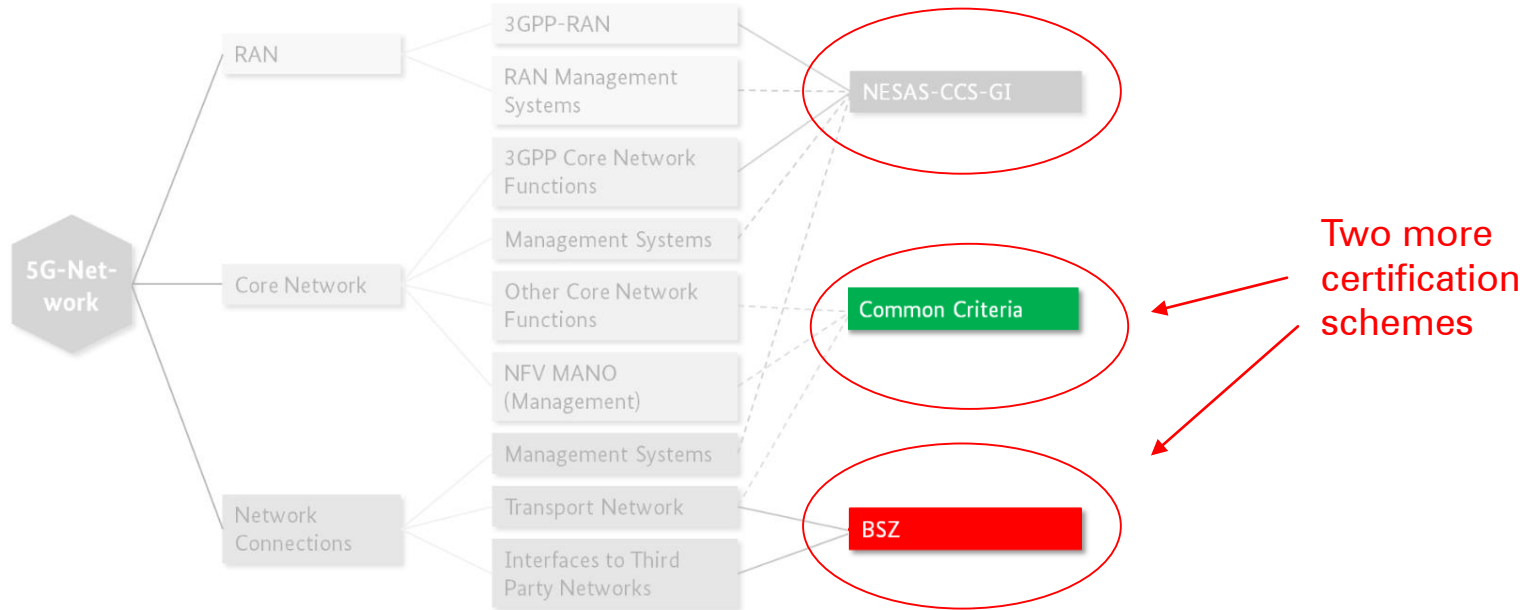 5G-Net-
work
RAN
Core Network
Network
Connections
3GPP-RAN
RAN Management
Systems
3GPP Core Network
Functions
Management Systems
Other Core Network
Functions
NFV MANO
(Management)
Management Systems
Transport Network
Interfaces to Third
Party Networks
NESAS-CCS-GI
Common Criteria
BSZ
Two more
certification
schemes